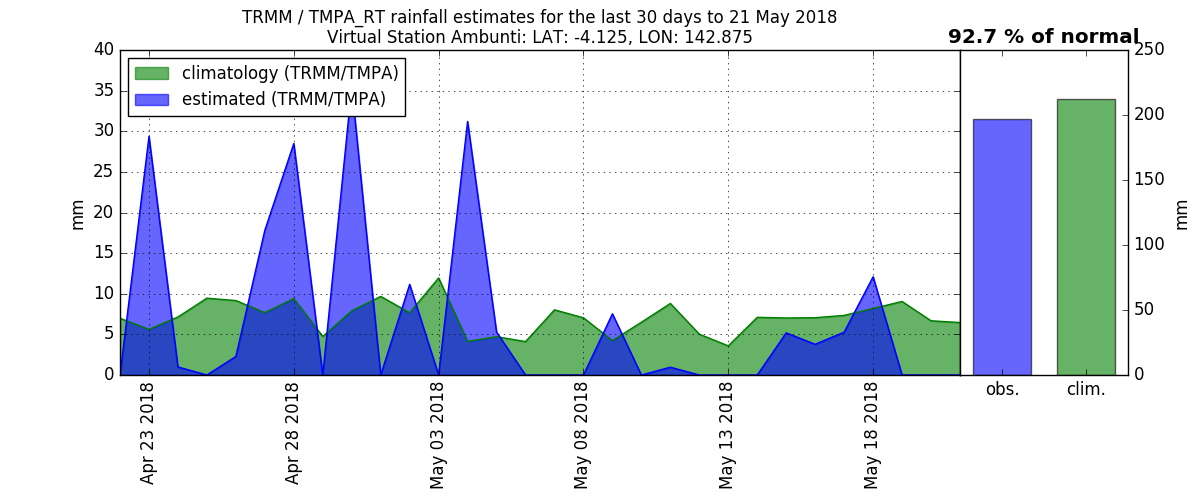 TRMM / TMPA_RT rainfall estimates for the last 30 days to 21 May 2018
Virtual Station Ambunti: LAT: -4.125, LON: 142.875
92.7 % of normal
climatology (TRMM/TMPA)
estimated (TRMM/TMPA)
40
35
30
25
20
15
10
5
0
mm
Apr 23 2018
Apr 28 2018
May 03 2018
May 08 2018
May 13 2018
May 18 2018
250
200
150
100
50
0
mm
obs.
clim.